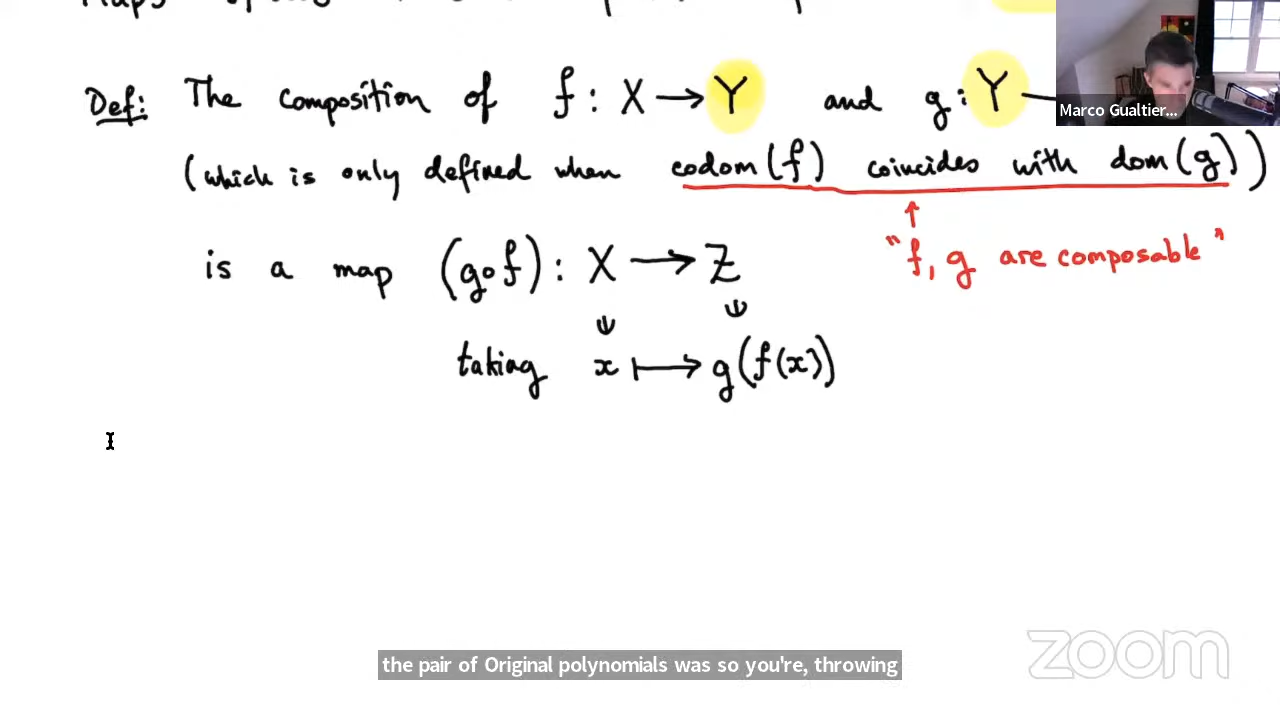 Def: The composition of f : X → Y and g : Y —
(which is only defined when codom(f) coincides with dom(g))
is a map (g∘f) : X → Z
"f, g are composable"
taking x ↦ g(f(x))
Marco Gualtier...
the pair of Original polynomials was so you're, throwing
zoom